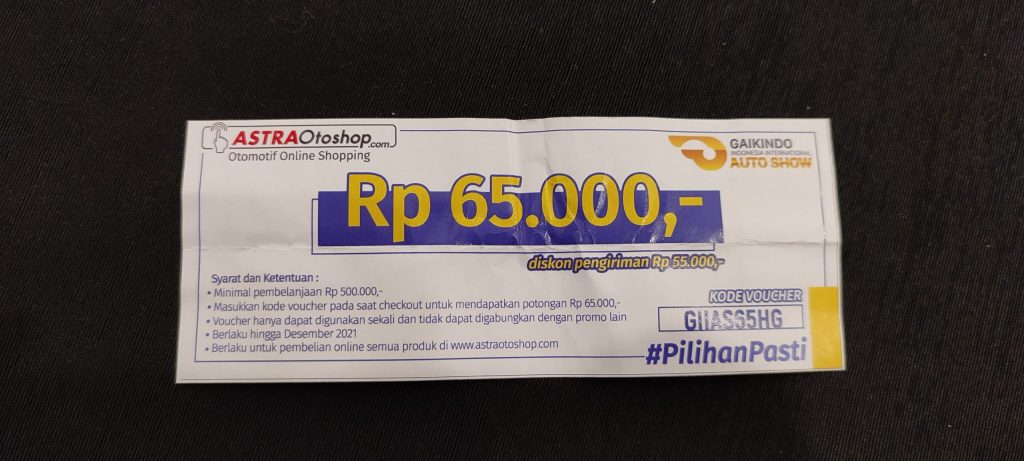 ASTRAOtoshop.com
Otomotif Online Shopping
GAIKINDO
INDONESIA INTERNATIONAL
AUTO SHOW
Rp 65.000,-
diskon pengiriman Rp 55.000,-
Syarat dan Ketentuan :
• Minimal pembelanjaan Rp 500.000,-
• Masukkan kode voucher pada saat checkout untuk mendapatkan potongan Rp 65.000,-
• Voucher hanya dapat digunakan sekali dan tidak dapat digabungkan dengan promo lain
• Berlaku hingga Desember 2021
• Berlaku untuk pembelian online semua produk di www.astraotoshop.com
KODE VOUCHER
GIIAS65HG
#PilihanPasti